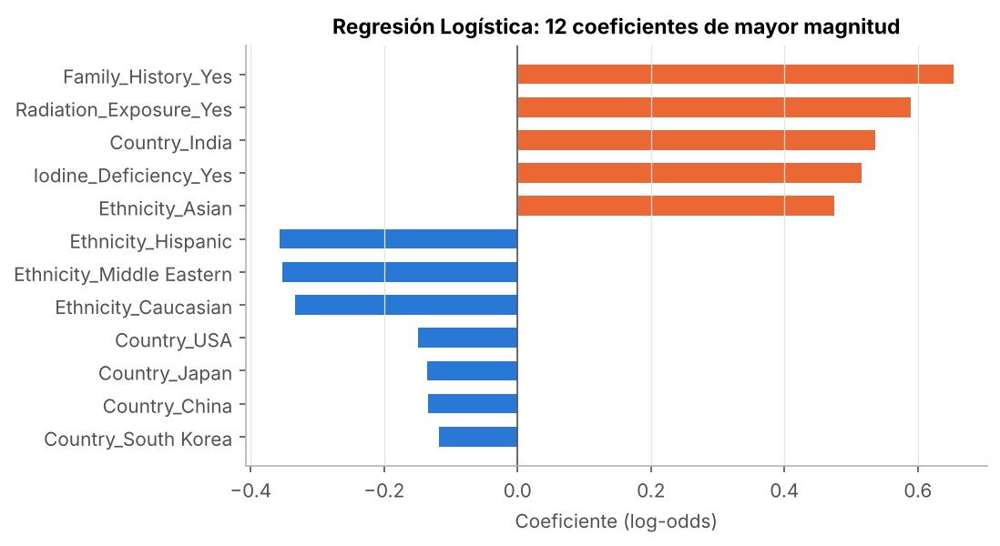 Regresión Logística: 12 coeficientes de mayor magnitud
Family_History_Yes
Radiation_Exposure_Yes
Country_India
Iodine_Deficiency_Yes
Ethnicity_Asian
Ethnicity_Hispanic
Ethnicity_Middle Eastern
Ethnicity_Caucasian
Country_USA
Country_Japan
Country_China
Country_South Korea
−0.4 −0.2 0.0 0.2 0.4 0.6
Coeficiente (log-odds)